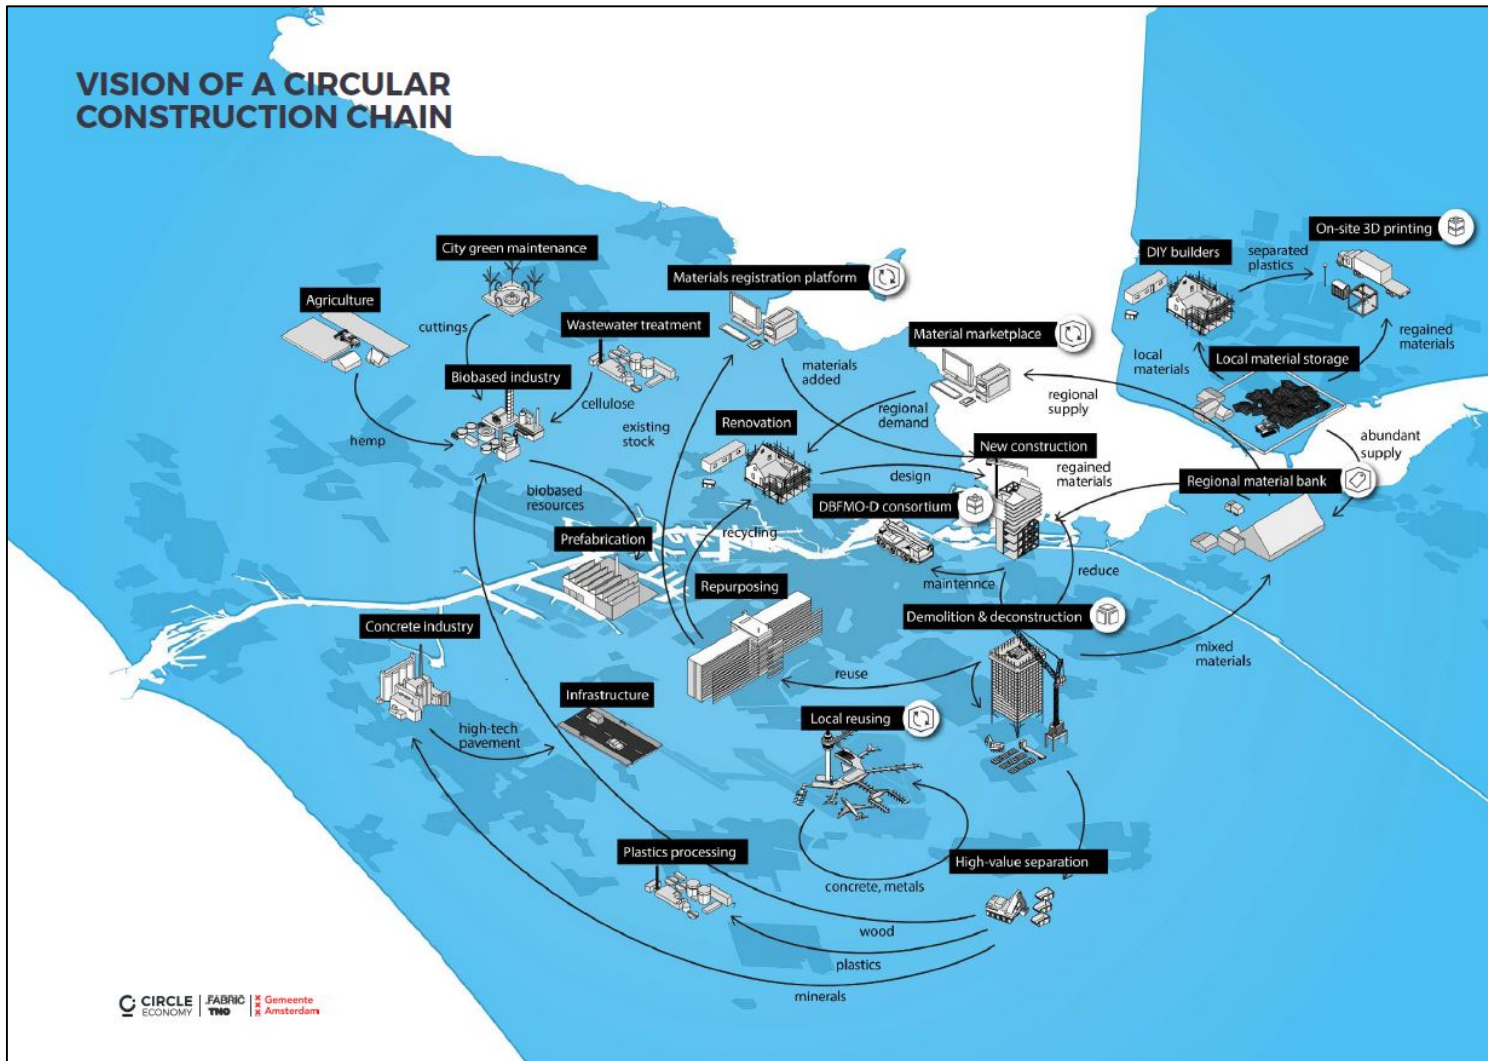 VISION OF A CIRCULAR
CONSTRUCTION CHAIN
City green maintenance
Agriculture
cuttings
Wastewater treatment
Biobased industry
cellulose
hemp
existing
stock
biobased
resources
Materials registration platform
materials
added
Material marketplace
regional
demand
regional
supply
Renovation
design
New construction
regained
materials
DBFMO-D consortium
maintennce
reduce
On-site 3D printing
DIY builders
separated
plastics
local
materials
Local material storage
regained
materials
abundant
supply
Regional material bank
mixed
materials
Prefabrication
recycling
Repurposing
Demolition & deconstruction
reuse
Concrete industry
high-tech
pavement
Infrastructure
Local reusing
concrete, metals
High-value separation
Plastics processing
wood
plastics
minerals
CIRCLE
ECONOMY
FABRIC
TNO
Gemeente
Amsterdam